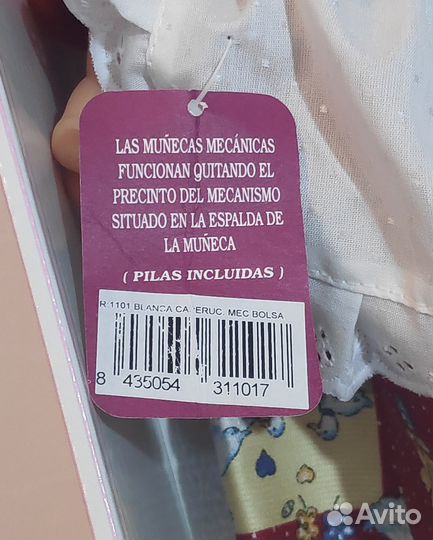 LAS MUÑECAS MECÁNICAS
FUNCIONAN QUITANDO EL
PRECINTO DEL MECANISMO
SITUADO EN LA ESPALDA DE
LA MUÑECA
( PILAS INCLUIDAS )
R:1101 BLANCA CAPERUC. MEC BOLSA
8 435054 311017
Avito